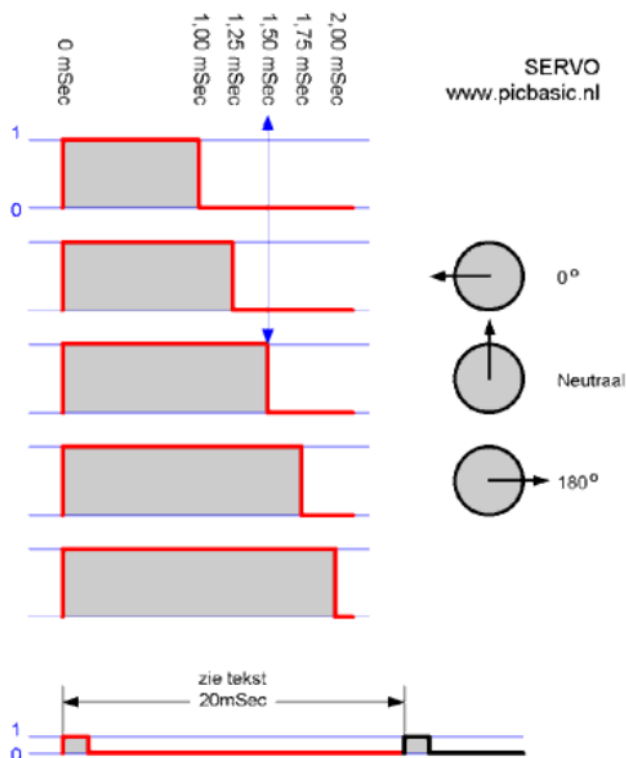 0 mSec
1,00 mSec
1,25 mSec
1,50 mSec
1,75 mSec
2,00 mSec
SERVO
www.picbasic.nl
1
0
0°
Neutraal
180°
zie tekst
20mSec
1
0